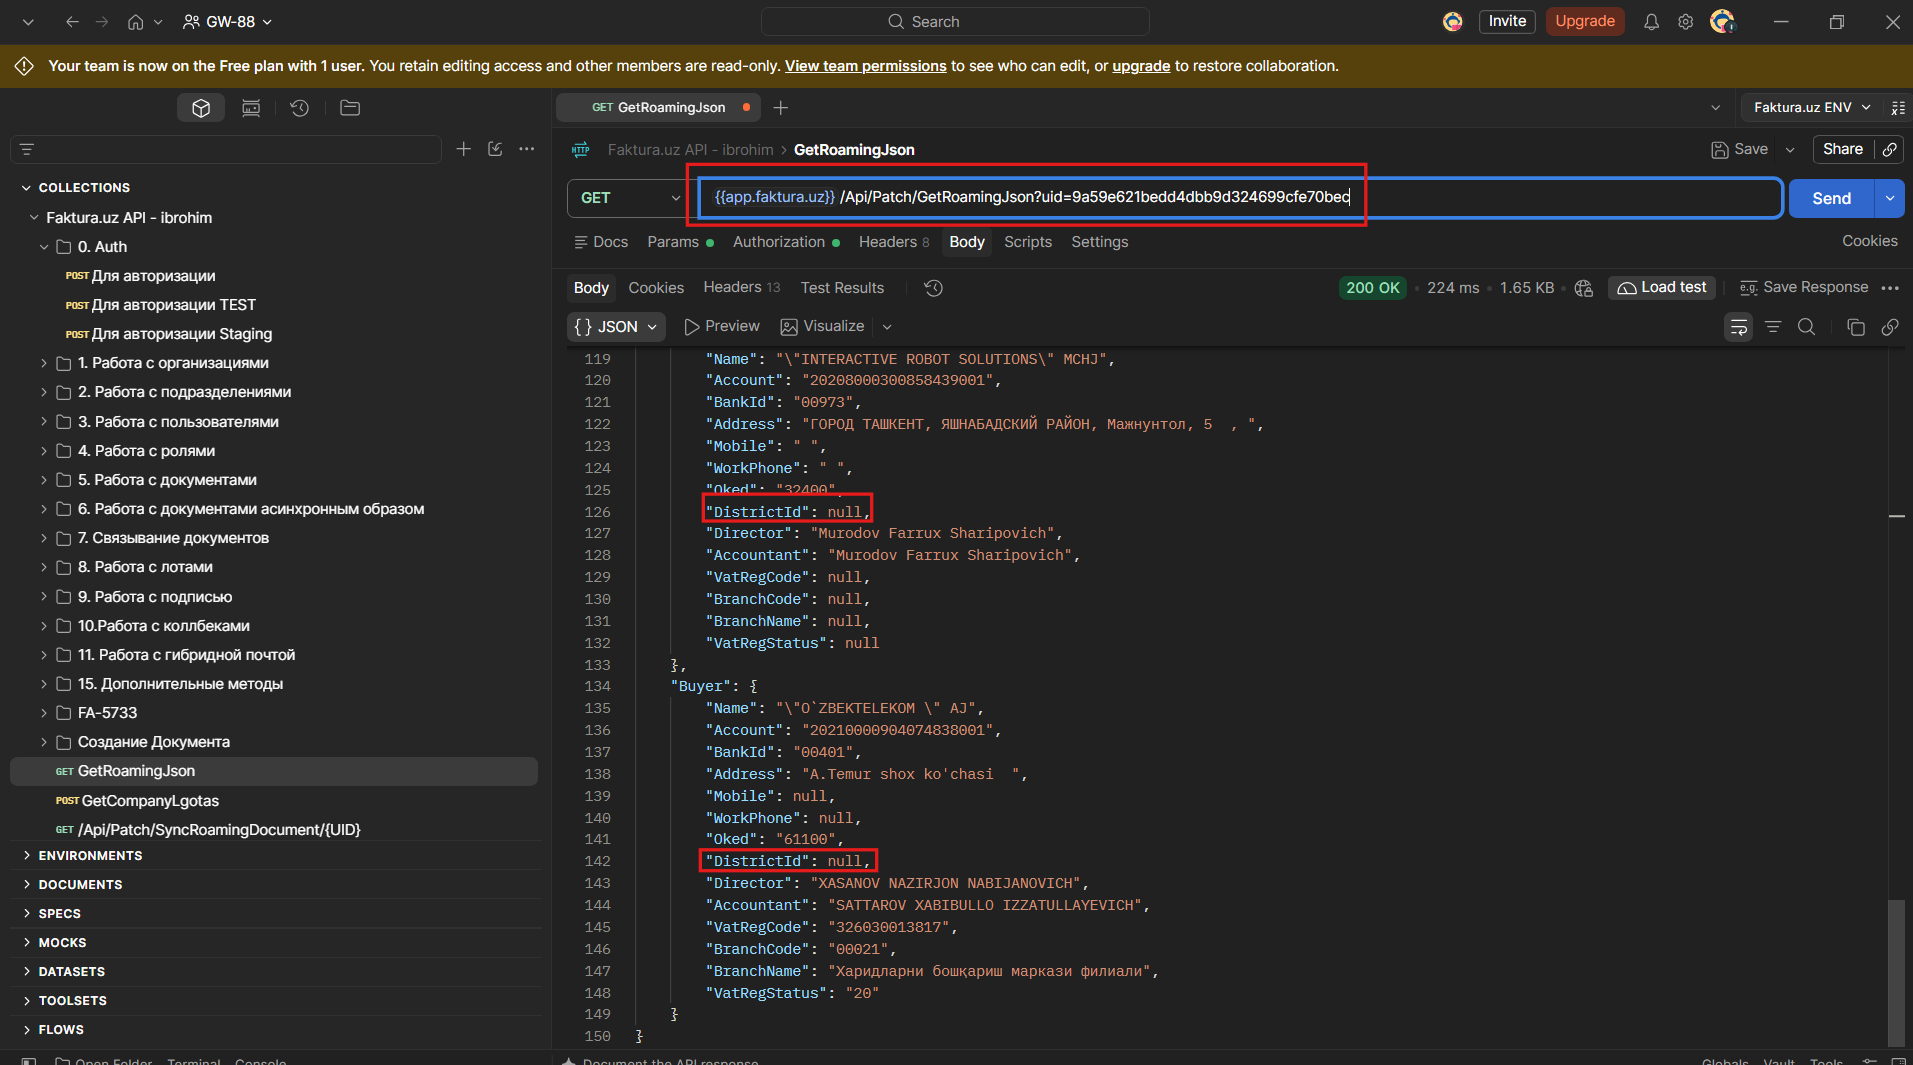 GW-88
Search
Invite
Upgrade
Your team is now on the Free plan with 1 user. You retain editing access and other members are read-only. View team permissions to see who can edit, or upgrade to restore collaboration.
GET GetRoamingJson
Faktura.uz ENV
COLLECTIONS
Faktura.uz API - ibrohim
0. Auth
POST Для авторизации
POST Для авторизации TEST
POST Для авторизации Staging
1. Работа с организациями
2. Работа с подразделениями
3. Работа с пользователями
4. Работа с ролями
5. Работа с документами
6. Работа с документами асинхронным образом
7. Связывание документов
8. Работа с лотами
9. Работа с подписью
10.Работа с коллбеками
11. Работа с гибридной почтой
15. Дополнительные методы
FA-5733
Создание Документа
GET GetRoamingJson
POST GetCompanyLgotas
GET /Api/Patch/SyncRoamingDocument/{UID}
ENVIRONMENTS
DOCUMENTS
SPECS
MOCKS
DATASETS
TOOLSETS
FLOWS
HTTP Faktura.uz API - ibrohim > GetRoamingJson
Save
Share
GET
{{app.faktura.uz}} /Api/Patch/GetRoamingJson?uid=9a59e621bedd4dbb9d324699cfe70bec
Send
Docs Params Authorization Headers 8 Body Scripts Settings
Cookies
Body Cookies Headers 13 Test Results
200 OK • 224 ms • 1.65 KB
Load test
e.g. Save Response
{} JSON Preview Visualize
119 "Name": "\"INTERACTIVE ROBOT SOLUTIONS\" MCHJ",
120 "Account": "20208000300858439001",
121 "BankId": "00973",
122 "Address": "ГОРОД ТАШКЕНТ, ЯШНАБАДСКИЙ РАЙОН, Мажнунтол, 5  , ",
123 "Mobile": " ",
124 "WorkPhone": " ",
125 "Oked": "32400",
126 "DistrictId": null,
127 "Director": "Murodov Farrux Sharipovich",
128 "Accountant": "Murodov Farrux Sharipovich",
129 "VatRegCode": null,
130 "BranchCode": null,
131 "BranchName": null,
132 "VatRegStatus": null
133 },
134 "Buyer": {
135 "Name": "\"O`ZBEKTELEKOM \" AJ",
136 "Account": "20210000904074838001",
137 "BankId": "00401",
138 "Address": "A.Temur shox ko'chasi  ",
139 "Mobile": null,
140 "WorkPhone": null,
141 "Oked": "61100",
142 "DistrictId": null,
143 "Director": "XASANOV NAZIRJON NABIJANOVICH",
144 "Accountant": "SATTAROV XABIBULLO IZZATULLAYEVICH",
145 "VatRegCode": "326030013817",
146 "BranchCode": "00021",
147 "BranchName": "Харидларни бошқариш маркази филиали",
148 "VatRegStatus": "20"
149 }
150 }
Open Folder Terminal Console
Document the API response
Globals Vault Tools